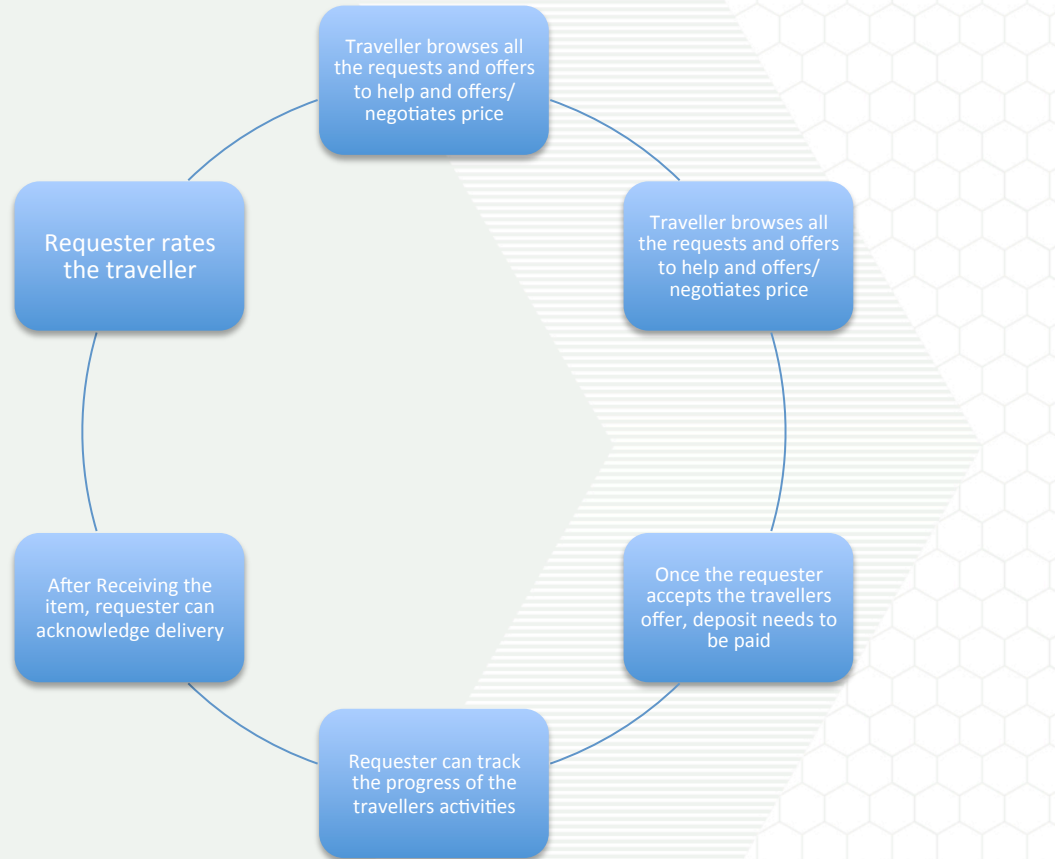 Traveller browses all
the requests and offers
to help and offers/
negotiates price
Traveller browses all
the requests and offers
to help and offers/
negotiates price
Once the requester
accepts the travellers
offer, deposit needs to
be paid
Requester can track
the progress of the
travellers activities
After Receiving the
item, requester can
acknowledge delivery
Requester rates
the traveller